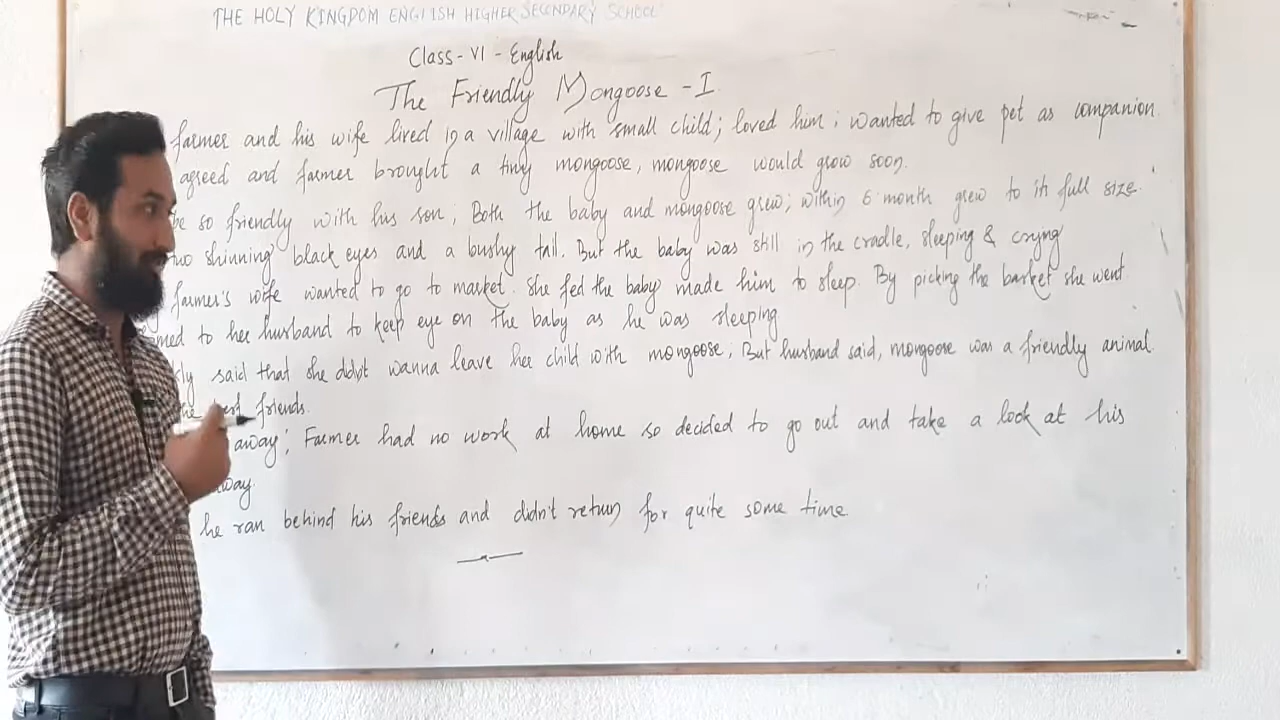 THE HOLY KINGDOM ENGLISH HIGHER SECONDARY SCHOOL
Class - VI - English
The Friendly Mongoose - I
farmer and his wife lived in a village with small child; loved him; wanted to give pet as companion.
agreed and farmer brought a tiny mongoose, mongoose would grow soon.
be so friendly with his son; Both the baby and mongoose grew; within 6 month grew to its full size.
two shinning black eyes and a bushy tail. But the baby was still in the cradle, sleeping & crying
farmer's wife wanted to go to market. She fed the baby made him to sleep. By picking the basket she went
to her husband to keep eye on the baby as he was sleeping
said that she didn't wanna leave her child with mongoose; But husband said, mongoose was a friendly animal.
best friends.
away; Farmer had no work at home so decided to go out and take a look at his
away.
he ran behind his friends and didn't return for quite some time